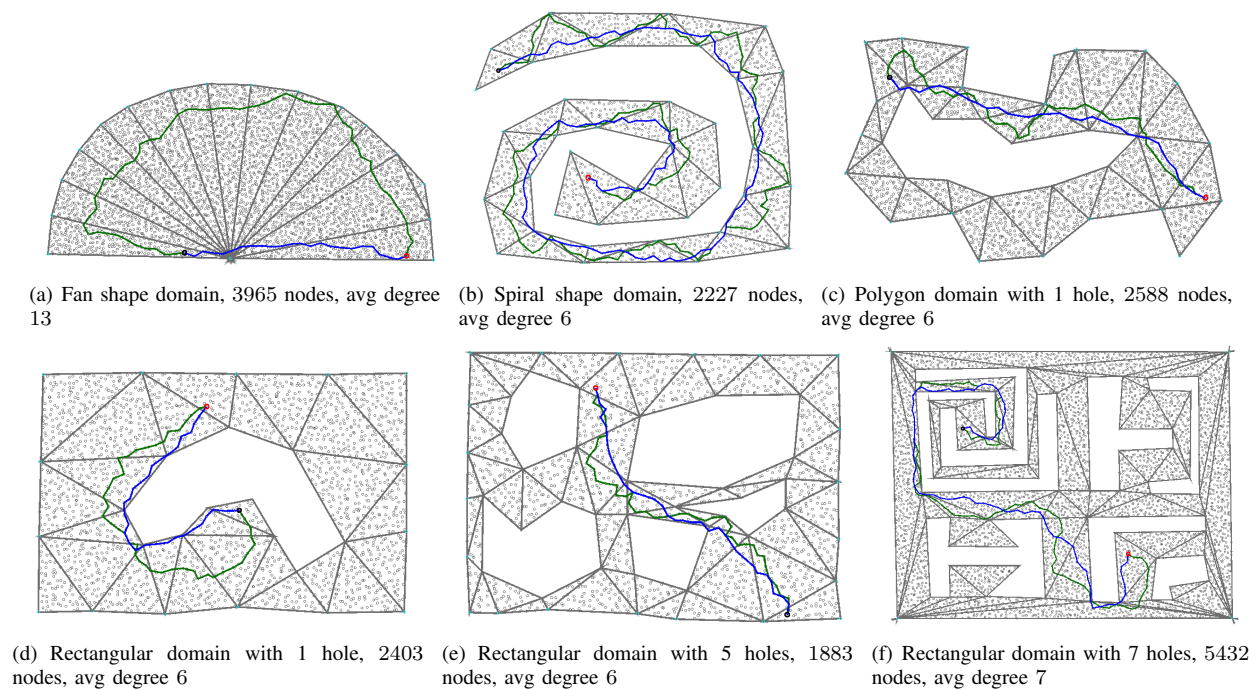 (a) Fan shape domain, 3965 nodes, avg degree
13
(b) Spiral shape domain, 2227 nodes,
avg degree 6
(c) Polygon domain with 1 hole, 2588 nodes,
avg degree 6
(d) Rectangular domain with 1 hole, 2403
nodes, avg degree 6
(e) Rectangular domain with 5 holes, 1883
nodes, avg degree 6
(f) Rectangular domain with 7 holes, 5432
nodes, avg degree 7